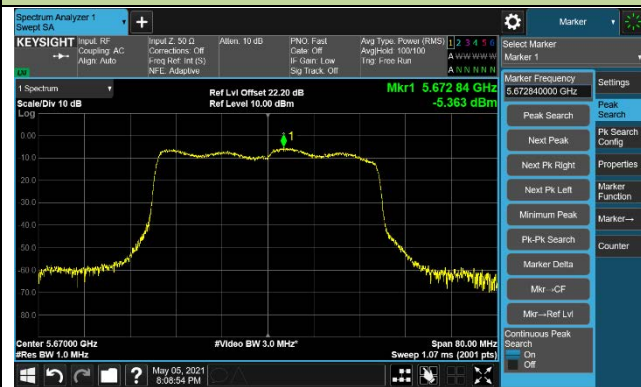 Spectrum Analyzer 1
Swept SA
Marker
KEYSIGHT
Input: RF
Coupling: AC
Align: Auto
Input Z: 50 Ω
Corrections: Off
Freq Ref: Int (S)
NFE: Adaptive
Atten: 10 dB
PNO: Fast
Gate: Off
IF Gain: Low
Sig Track: Off
Avg Type: Power (RMS)
Avg|Hold: 100/100
Trig: Free Run
1 2 3 4 5 6
A W W W W W
A N N N N N
Select Marker
Marker 1
1 Spectrum
Scale/Div 10 dB
Log
Ref Lvl Offset 22.20 dB
Ref Level 10.00 dBm
Mkr1 5.672 84 GHz
-5.363 dBm
1
0.00
-10.0
-20.0
-30.0
-40.0
-50.0
-60.0
-70.0
-80.0
Center 5.67000 GHz
#Res BW 1.0 MHz
#Video BW 3.0 MHz*
Span 80.00 MHz
Sweep 1.07 ms (2001 pts)
Marker Frequency
5.672840000 GHz
Peak Search
Next Peak
Next Pk Right
Next Pk Left
Minimum Peak
Pk-Pk Search
Marker Delta
Mkr→CF
Mkr→Ref Lvl
Continuous Peak
Search
On
Off
Settings
Peak
Search
Pk Search
Config
Properties
Marker
Function
Marker→
Counter
May 05, 2021
8:08:54 PM